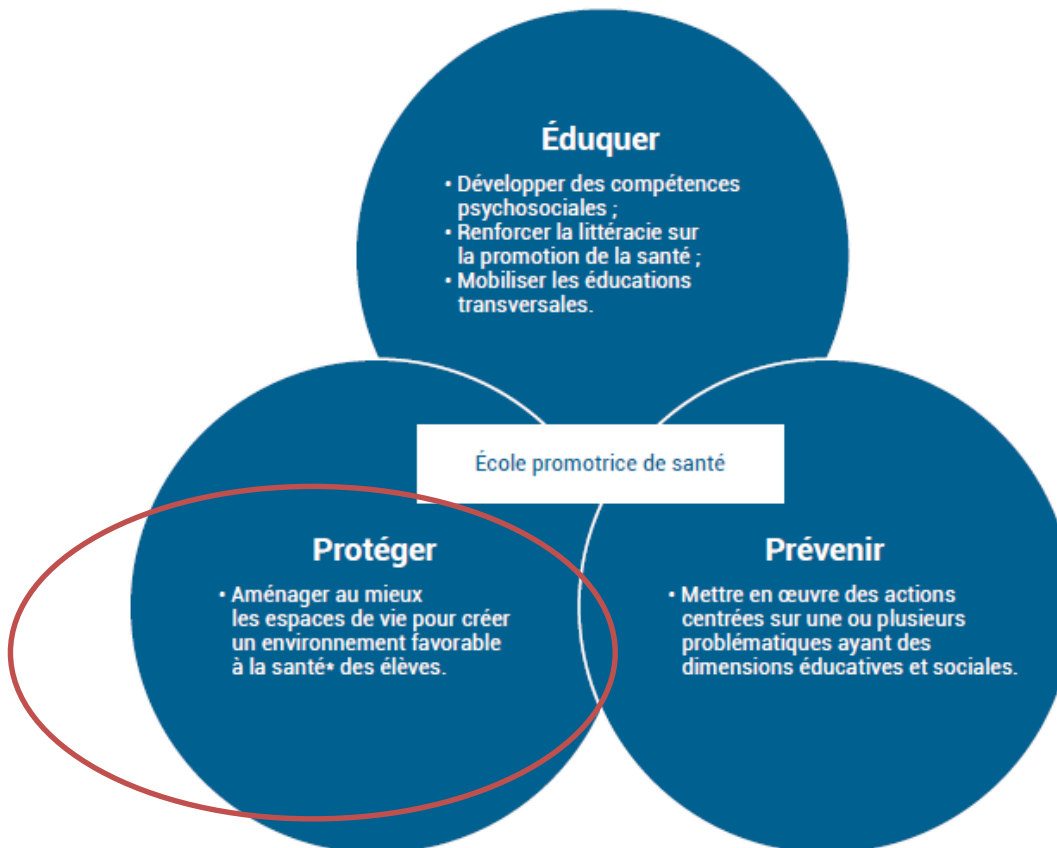 Éduquer
• Développer des compétences
psychosociales ;
• Renforcer la littéracie sur
la promotion de la santé ;
• Mobiliser les éducations
transversales.
École promotrice de santé
Protéger
• Aménager au mieux
les espaces de vie pour créer
un environnement favorable
à la santé* des élèves.
Prévenir
• Mettre en œuvre des actions
centrées sur une ou plusieurs
problématiques ayant des
dimensions éducatives et sociales.